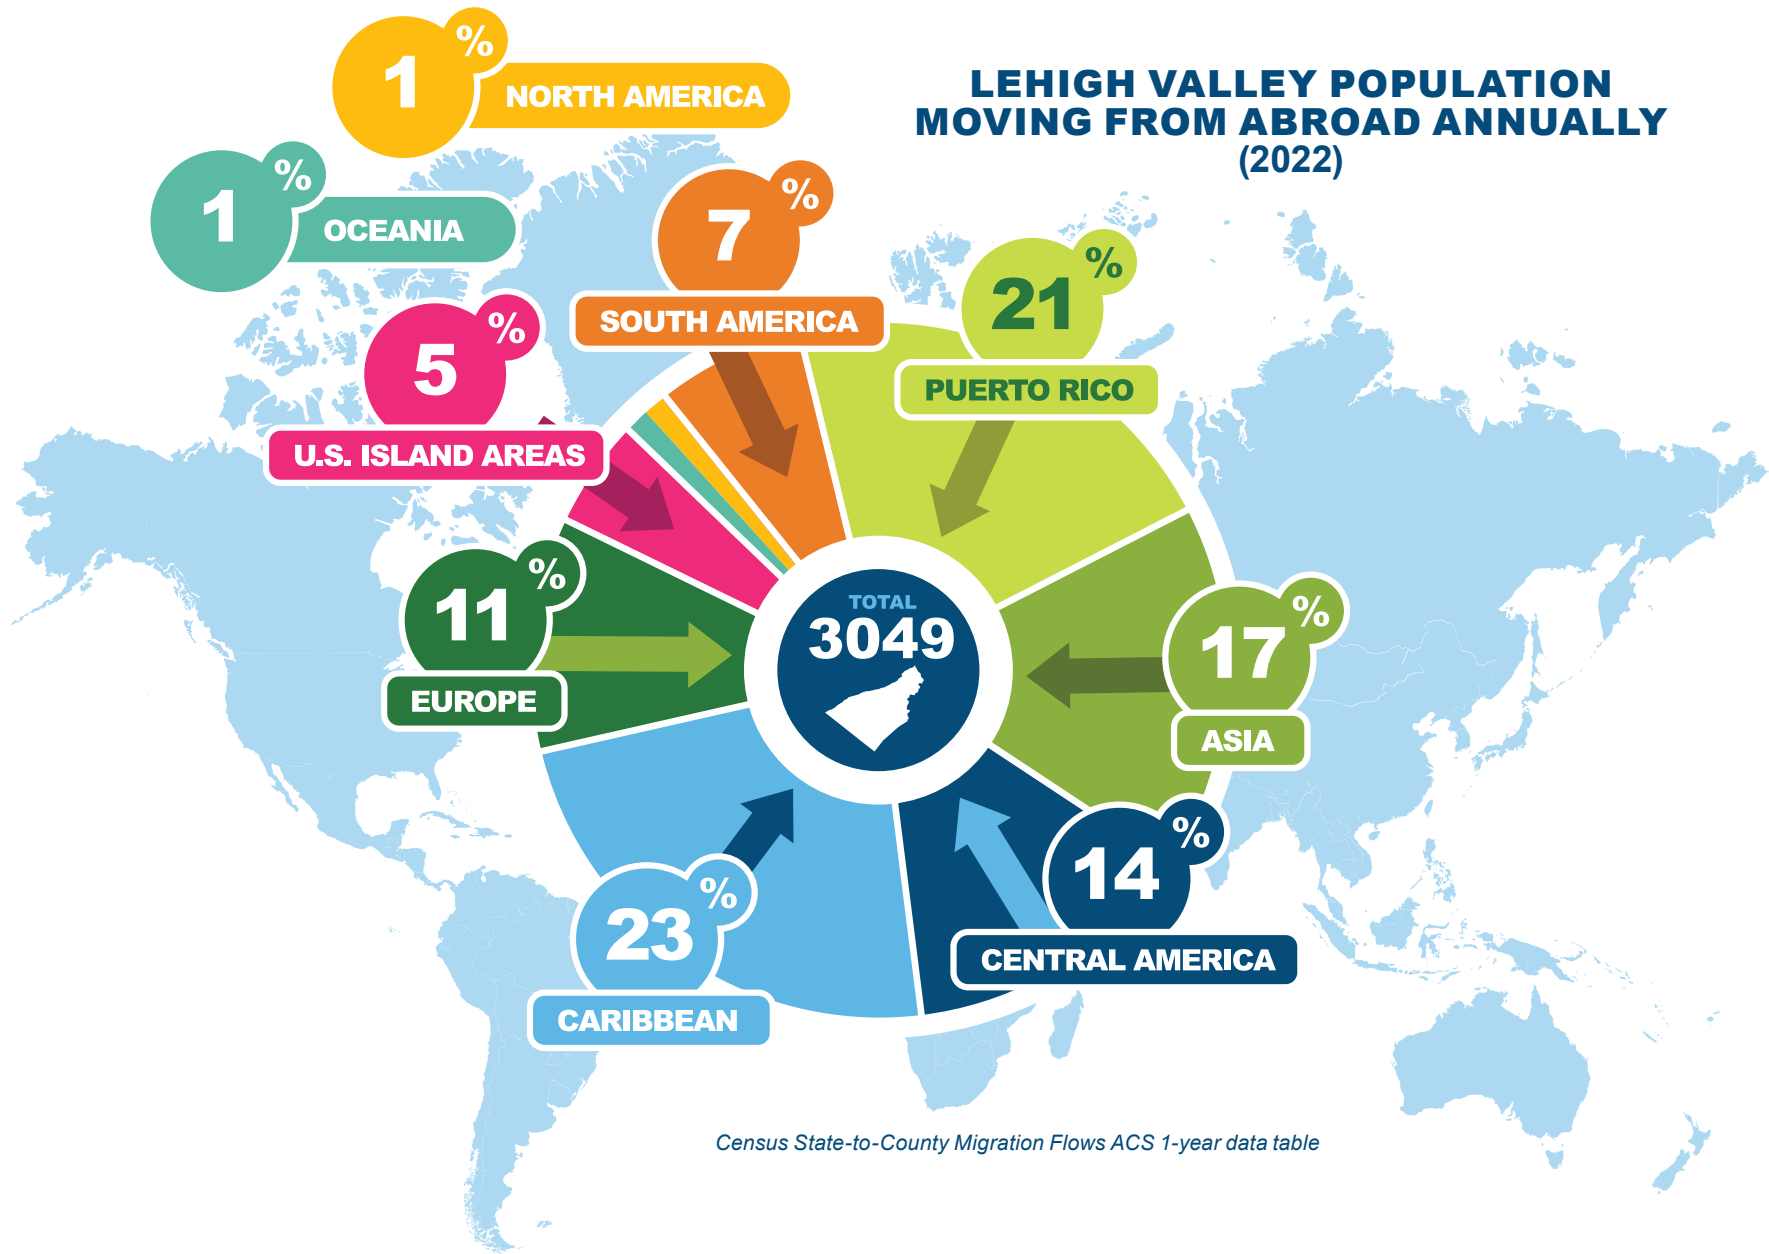 LEHIGH VALLEY POPULATION
MOVING FROM ABROAD ANNUALLY
(2022)
1%
NORTH AMERICA
1%
OCEANIA
7%
SOUTH AMERICA
21%
PUERTO RICO
5%
U.S. ISLAND AREAS
11%
EUROPE
TOTAL
3049
17%
ASIA
14%
CENTRAL AMERICA
23%
CARIBBEAN
Census State-to-County Migration Flows ACS 1-year data table